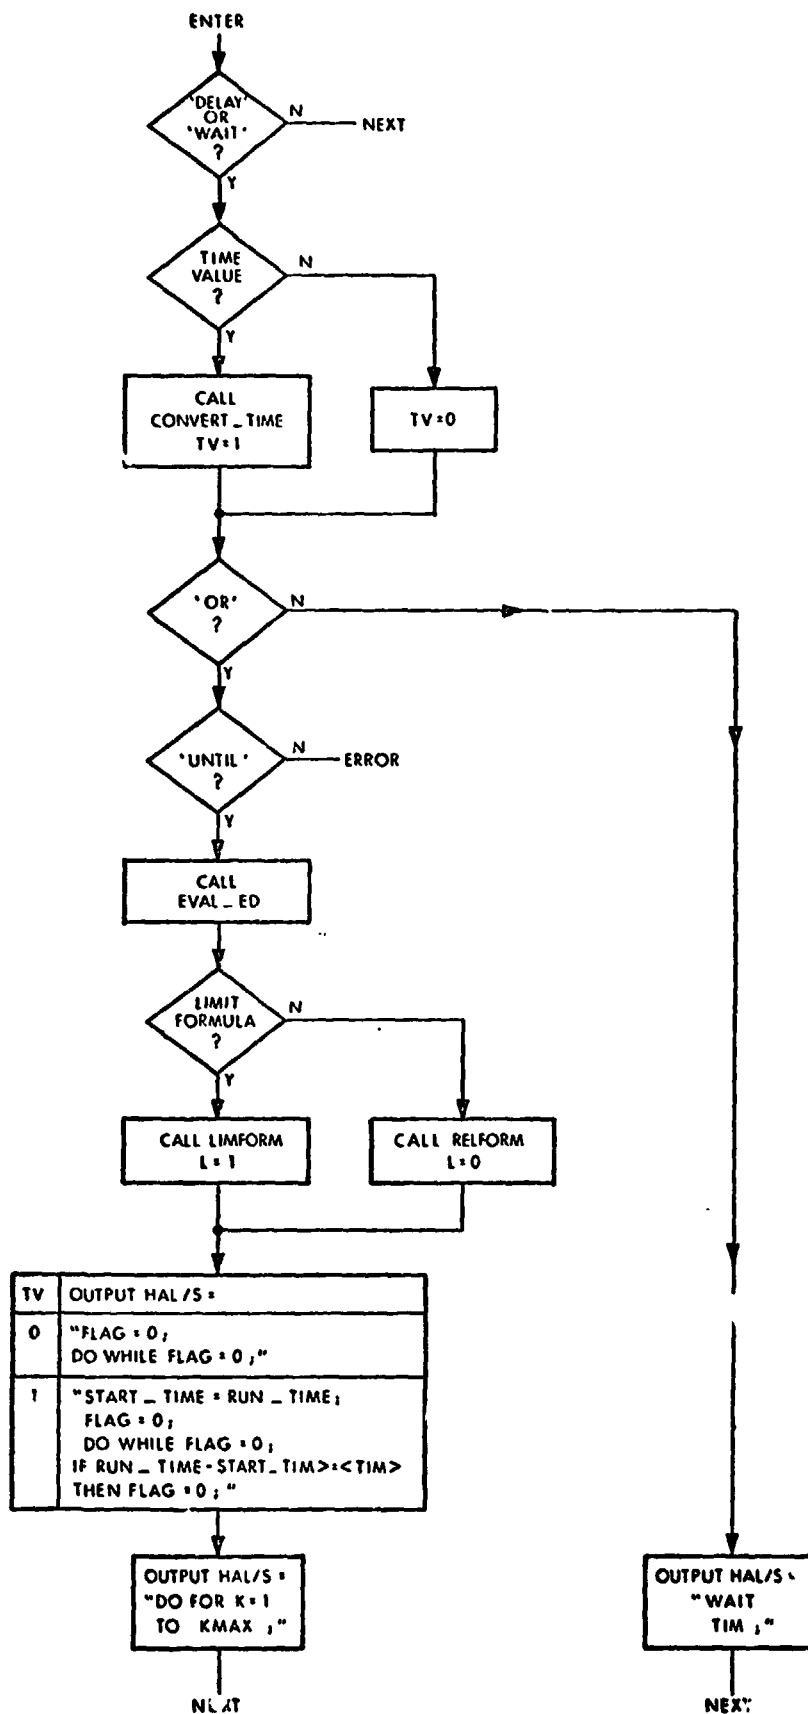 ENTER
'DELAY'
OR
'WAIT'
?
N
NEXT
Y
TIME
VALUE
?
N
Y
CALL
CONVERT_TIME
TV=1
TV=0
'OR'
?
N
Y
'UNTIL'
?
N
ERROR
Y
CALL
EVAL_ED
LIMIT
FORMULA
?
N
Y
CALL LIMFORM
L=1
CALL RELFORM
L=0
TV OUTPUT HAL/S=
0 "FLAG=0;
DO WHILE FLAG=0;"
1 "START_TIME=RUN_TIME;
FLAG=0;
DO WHILE FLAG=0;
IF RUN_TIME-START_TIM>=<TIM>
THEN FLAG=0;"
OUTPUT HAL/S=
"DO FOR K=1
TO KMAX;"
NEXT
OUTPUT HAL/S=
"WAIT
TIM;"
NEXT